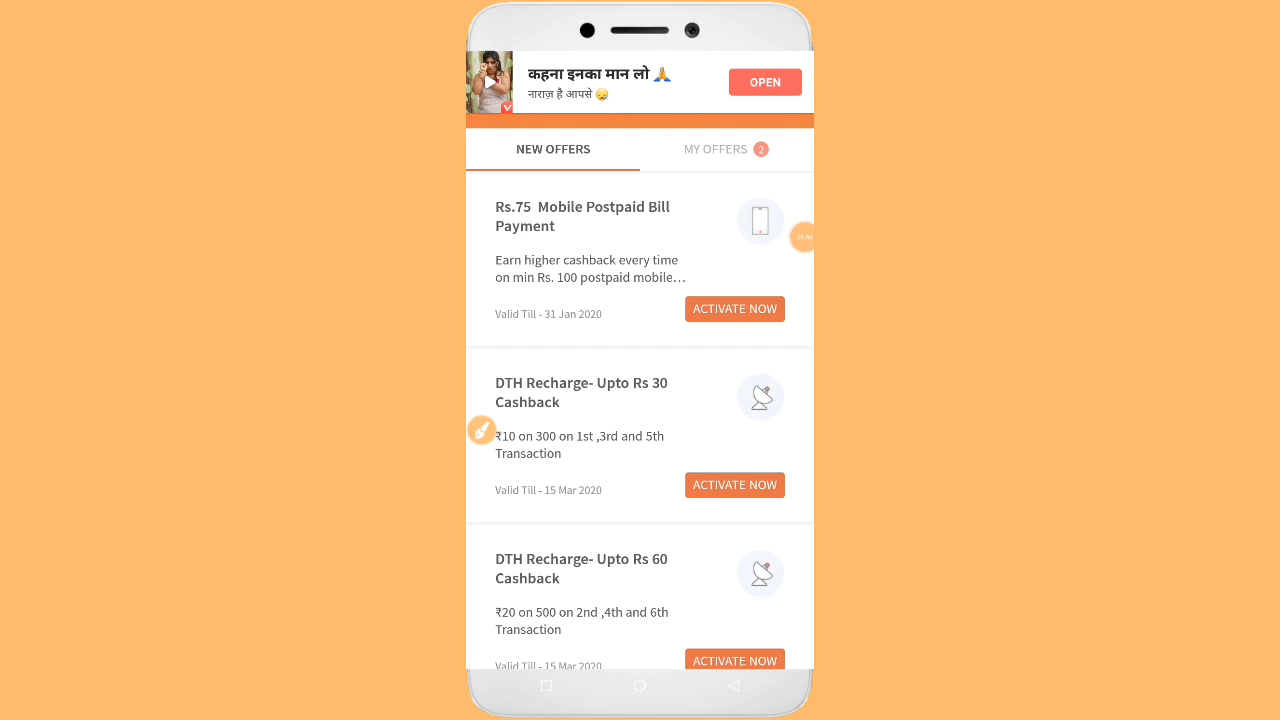 कहना इनका मान लो 🙏
नाराज़ है आपसे 😞
OPEN
NEW OFFERS
MY OFFERS 2
Rs.75 Mobile Postpaid Bill
Payment
Earn higher cashback every time
on min Rs. 100 postpaid mobile...
Valid Till - 31 Jan 2020
ACTIVATE NOW
DTH Recharge- Upto Rs 30
Cashback
₹10 on 300 on 1st ,3rd and 5th
Transaction
Valid Till - 15 Mar 2020
ACTIVATE NOW
DTH Recharge- Upto Rs 60
Cashback
₹20 on 500 on 2nd ,4th and 6th
Transaction
Valid Till - 15 Mar 2020
ACTIVATE NOW